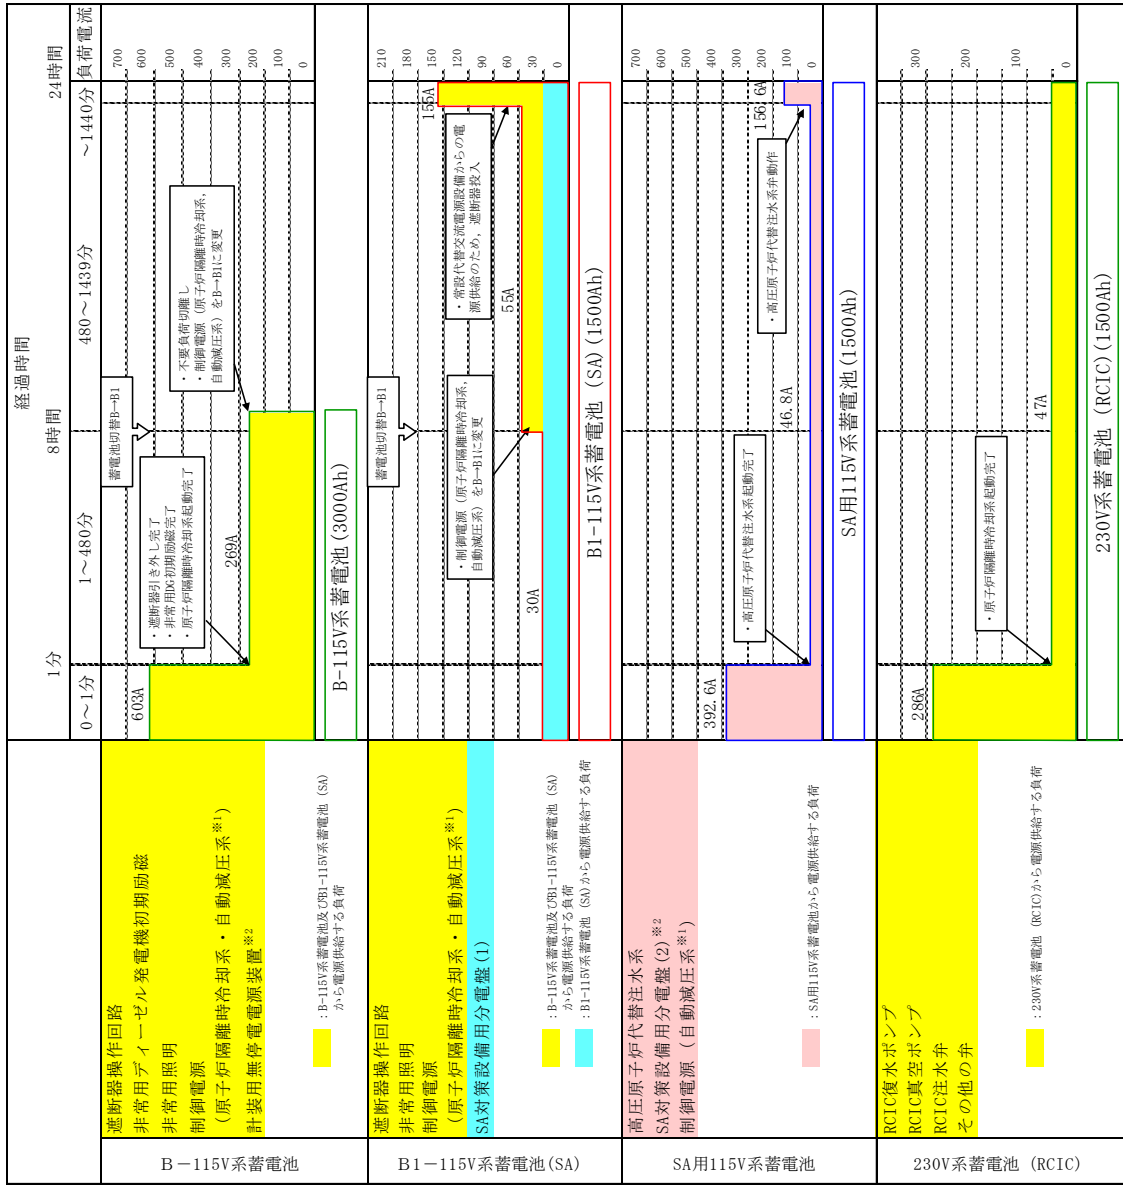 経過時間
1分
8時間
24時間
0～1分
1～480分
480～1439分
～1440分
負荷電流
B－115V系蓄電池
遮断器操作回路
非常用ディーゼル発電機初期励磁
非常用照明
制御電源
(原子炉隔離時冷却系・自動減圧系※1)
計装用無停電電源装置※2
：B-115V系蓄電池及びB1-115V系蓄電池 (SA)
から電源供給する負荷
603A
・遮断器引き外し完了
・非常用DG初期励磁完了
・原子炉隔離時冷却系起動完了
269A
蓄電池切替B→B1
・不要負荷切離し
・制御電源 (原子炉隔離時冷却系,
自動減圧系) をB→B1に変更
700
600
500
400
300
200
100
0
B-115V系蓄電池(3000Ah)
B1－115V系蓄電池(SA)
遮断器操作回路
非常用照明
制御電源
(原子炉隔離時冷却系・自動減圧系※1)
SA対策設備用分電盤(1)
：B-115V系蓄電池及びB1-115V系蓄電池 (SA)
から電源供給する負荷
：B1-115V系蓄電池 (SA)から電源供給する負荷
30A
蓄電池切替B→B1
・制御電源 (原子炉隔離時冷却系,
自動減圧系) をB→B1に変更
55A
・常設代替交流電源設備からの電
源供給のため, 遮断器投入
155A
210
180
150
120
90
60
30
0
B1-115V系蓄電池 (SA)(1500Ah)
SA用115V系蓄電池
高圧原子炉代替注水系
SA対策設備用分電盤(2)※2
制御電源 (自動減圧系※1)
：SA用115V系蓄電池から電源供給する負荷
392.6A
・高圧原子炉代替注水系起動完了
46.8A
・高圧原子炉代替注水系弁動作
156.6A
700
600
500
400
300
200
100
0
SA用115V系蓄電池(1500Ah)
230V系蓄電池 (RCIC)
RCIC復水ポンプ
RCIC真空ポンプ
RCIC注水弁
その他の弁
：230V系蓄電池 (RCIC)から電源供給する負荷
286A
・原子炉隔離時冷却系起動完了
47A
300
200
100
0
230V系蓄電池 (RCIC)(1500Ah)